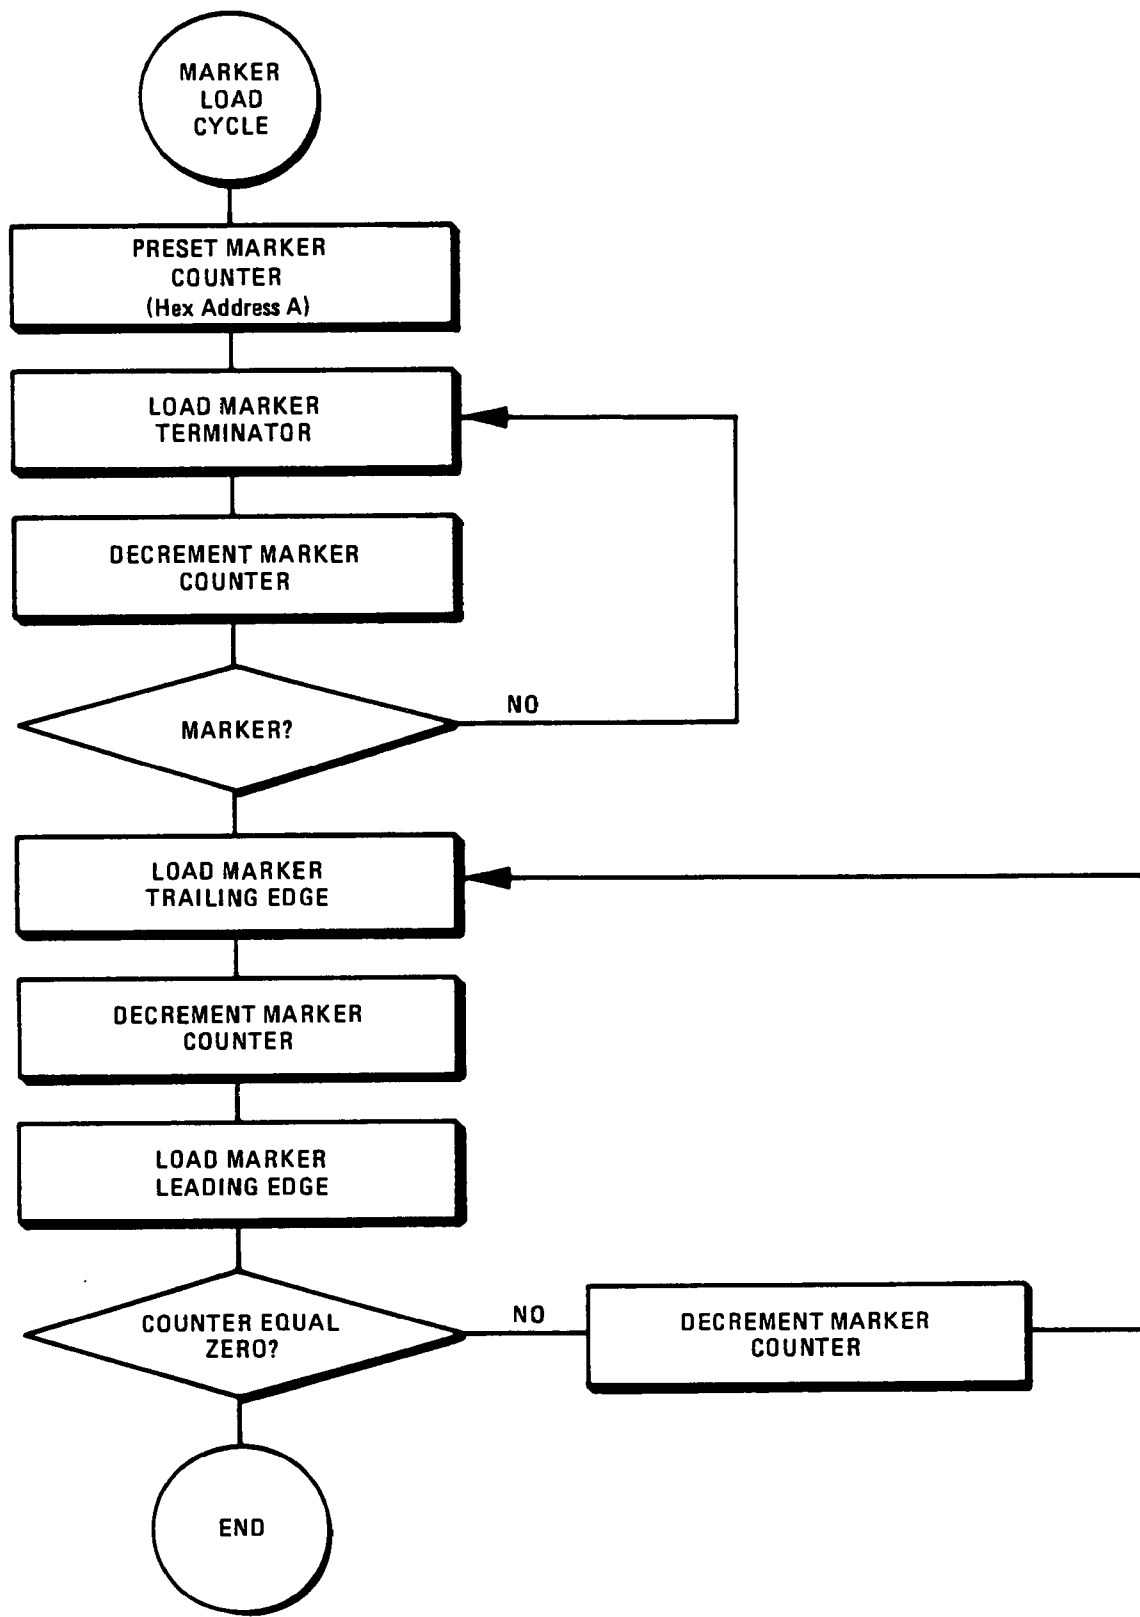 MARKER
LOAD
CYCLE
PRESET MARKER
COUNTER
(Hex Address A)
LOAD MARKER
TERMINATOR
DECREMENT MARKER
COUNTER
MARKER?
NO
LOAD MARKER
TRAILING EDGE
DECREMENT MARKER
COUNTER
LOAD MARKER
LEADING EDGE
COUNTER EQUAL
ZERO?
NO
DECREMENT MARKER
COUNTER
END